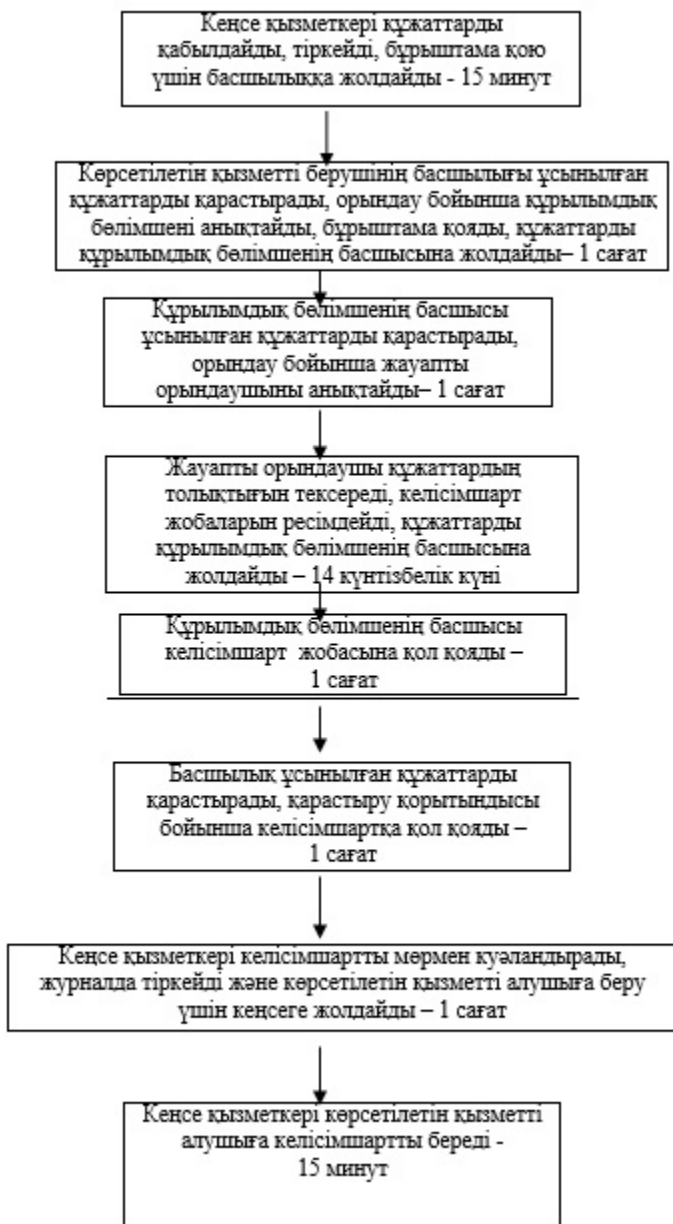 Кеңсе қызметкері құжаттарды
қабылдайды, тіркейді, бұрыштама қою
үшін басшылыққа жолдайды - 15 минут
Көрсетілетін қызметті берушінің басшылығы ұсынылған
құжаттарды қарастырады, орындау бойынша құрылымдық
бөлімшені анықтайды, бұрыштама қояды, құжаттарды
құрылымдық бөлімшенің басшысына жолдайды– 1 сағат
Құрылымдық бөлімшенің басшысы
ұсынылған құжаттарды қарастырады,
орындау бойынша жауапты
орындаушыны анықтайды– 1 сағат
Жауапты орындаушы құжаттардың
толықтығын тексереді, келісімшарт
жобаларын ресімдейді, құжаттарды
құрылымдық бөлімшенің басшысына
жолдайды – 14 күнтізбелік күні
Құрылымдық бөлімшенің басшысы
келісімшарт жобасына қол қояды –
1 сағат
Басшылық ұсынылған құжаттарды
қарастырады, қарастыру қорытындысы
бойынша келісімшартқа қол қояды –
1 сағат
Кеңсе қызметкері келісімшартты мөрмен куәландырады,
журналда тіркейді және көрсетілетін қызметті алушыға беру
үшін кеңсеге жолдайды – 1 сағат
Кеңсе қызметкері көрсетілетін қызметті
алушыға келісімшартты береді -
15 минут